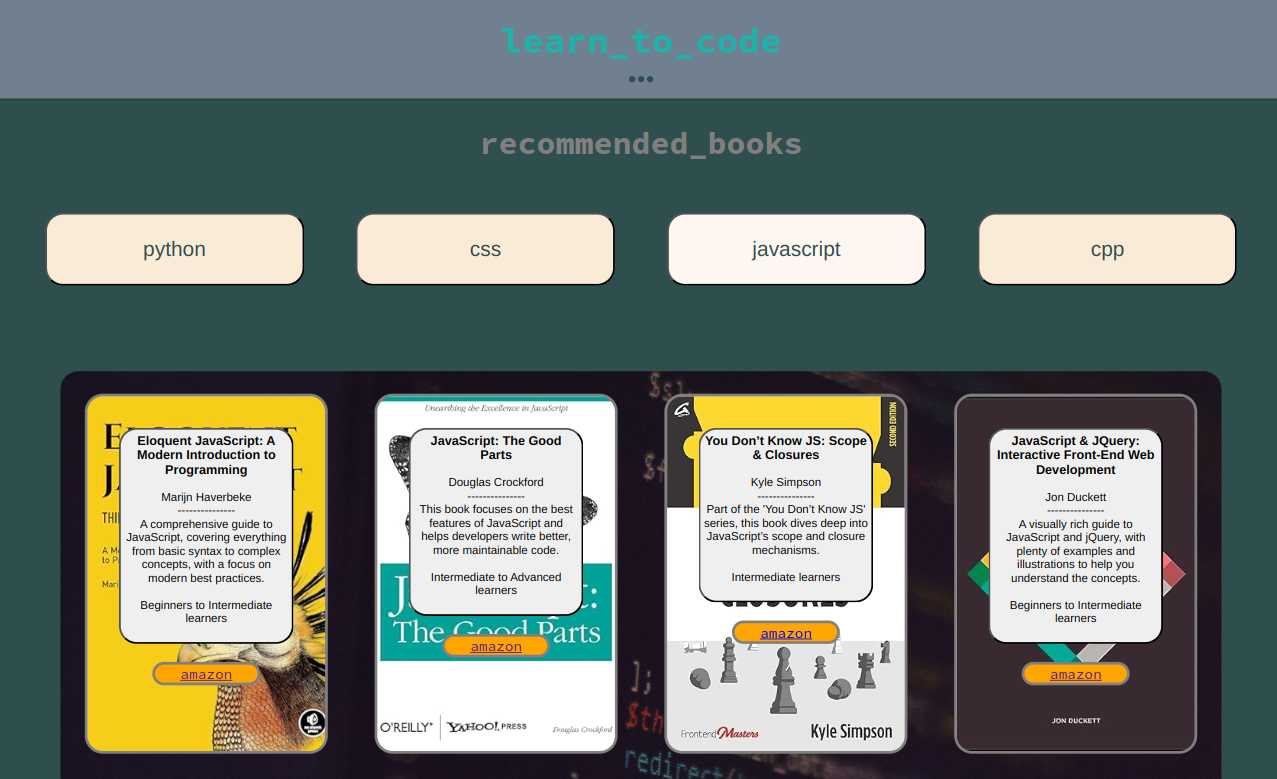 learn_to_code
•••
recommended_books
python
css
javascript
cpp
Eloquent JavaScript: A
Modern Introduction to
Programming
Marijn Haverbeke
---------------
A comprehensive guide to
JavaScript, covering everything
from basic syntax to complex
concepts, with a focus on
modern best practices.
Beginners to Intermediate
learners
amazon
Unearthing the Excellence in JavaScript
JavaScript: The Good
Parts
Douglas Crockford
---------------
This book focuses on the best
features of JavaScript and
helps developers write better,
more maintainable code.
Intermediate to Advanced
learners
The Good Parts
amazon
O'REILLY®
YAHOO! PRESS
Douglas Crockford
You Don’t Know JS: Scope
& Closures
Kyle Simpson
---------------
Part of the 'You Don’t Know JS'
series, this book dives deep into
JavaScript's scope and closure
mechanisms.
Intermediate learners
CLOSURES
amazon
FrontendMasters
Kyle Simpson
JavaScript & JQuery:
Interactive Front-End Web
Development
Jon Duckett
---------------
A visually rich guide to
JavaScript and jQuery, with
plenty of examples and
illustrations to help you
understand the concepts.
Beginners to Intermediate
learners
amazon
JON DUCKETT
];
$th
redirect(